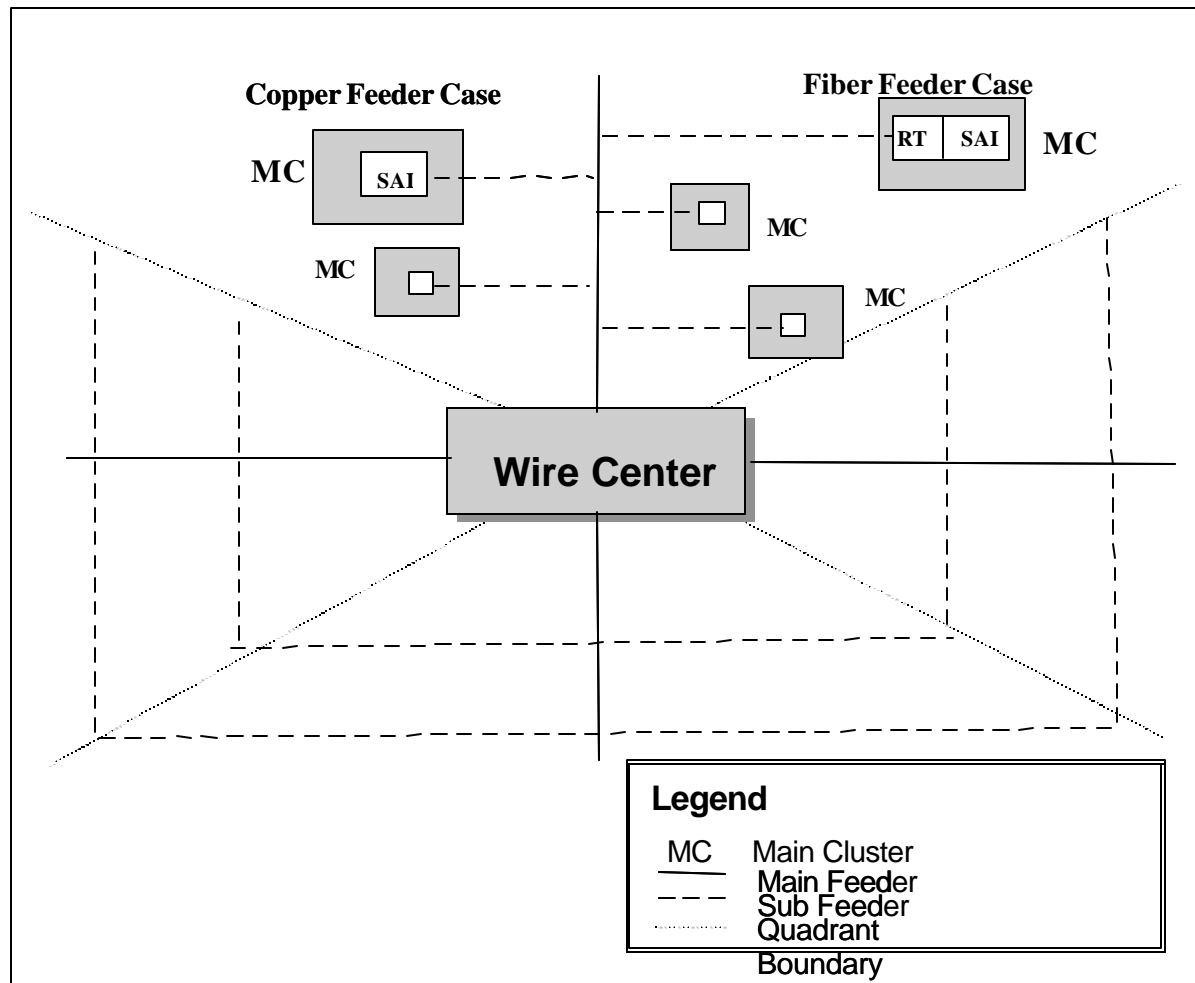 Copper Feeder Case
Fiber Feeder Case
MC
SAI
RT
SAI
MC
MC
MC
MC
Wire Center
Legend
MC Main Cluster
Main Feeder
Sub Feeder
Quadrant
Boundary